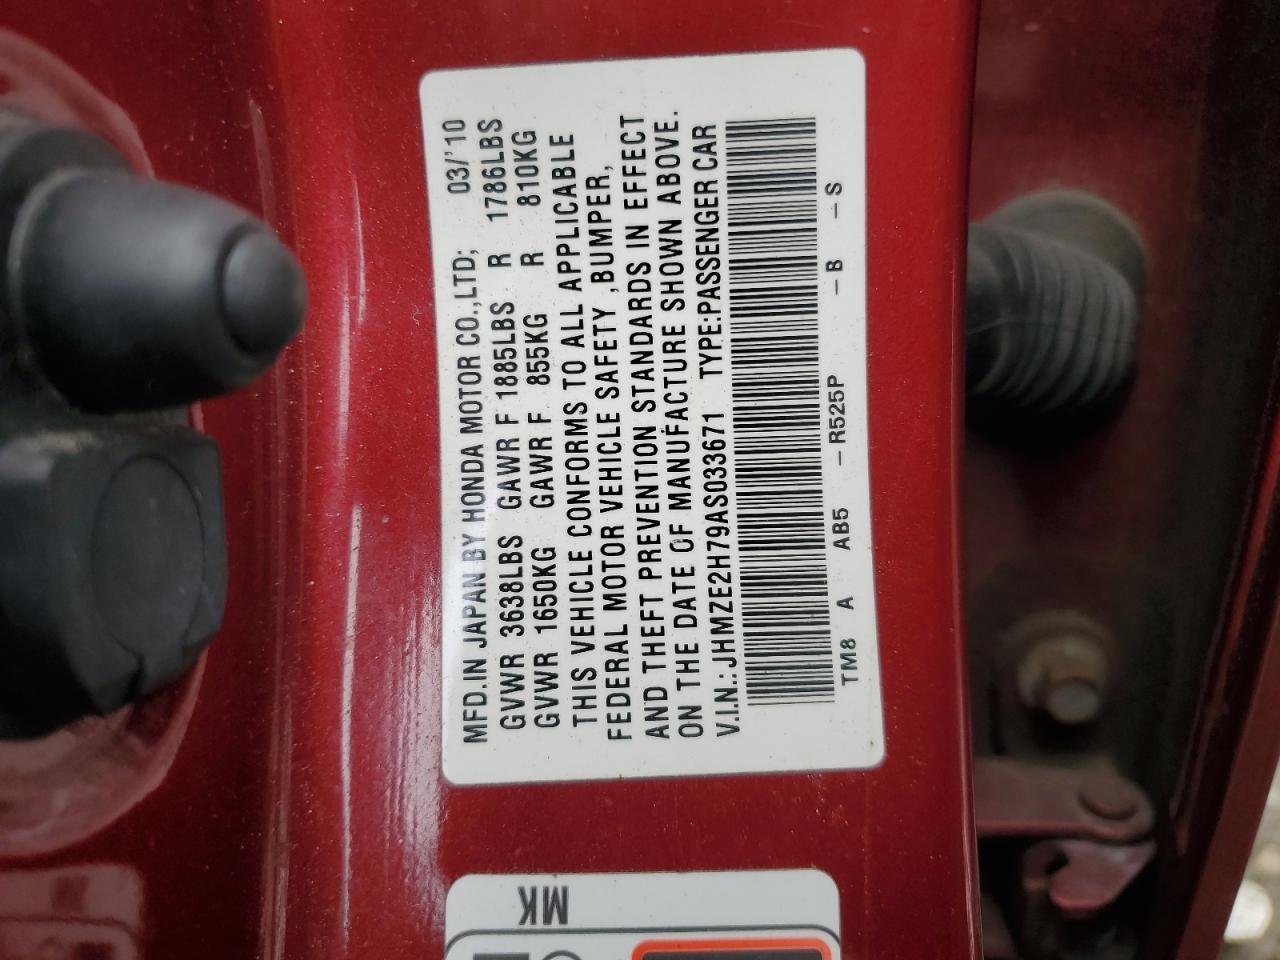 MFD.IN JAPAN BY HONDA MOTOR CO.,LTD; 03/'10
GVWR 3638LBS GAWR F 1885LBS R 1786LBS
GVWR 1650KG GAWR F 855KG R 810KG
THIS VEHICLE CONFORMS TO ALL APPLICABLE
FEDERAL MOTOR VEHICLE SAFETY ,BUMPER,
AND THEFT PREVENTION STANDARDS IN EFFECT
ON THE DATE OF MANUFACTURE SHOWN ABOVE.
V.I.N.:JHMZE2H79AS033671 TYPE:PASSENGER CAR
TM8 A AB5 -R525P -B -S
MK